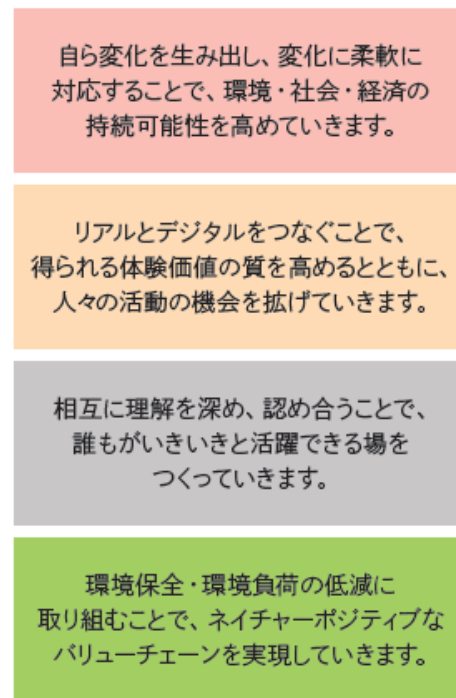 自ら変化を生み出し、変化に柔軟に
対応することで、環境・社会・経済の
持続可能性を高めていきます。
リアルとデジタルをつなぐことで、
得られる体験価値の質を高めるとともに、
人々の活動の機会を拡げていきます。
相互に理解を深め、認め合うことで、
誰もがいきいきと活躍できる場を
つくっていきます。
環境保全・環境負荷の低減に
取り組むことで、ネイチャーポジティブな
バリューチェーンを実現していきます。